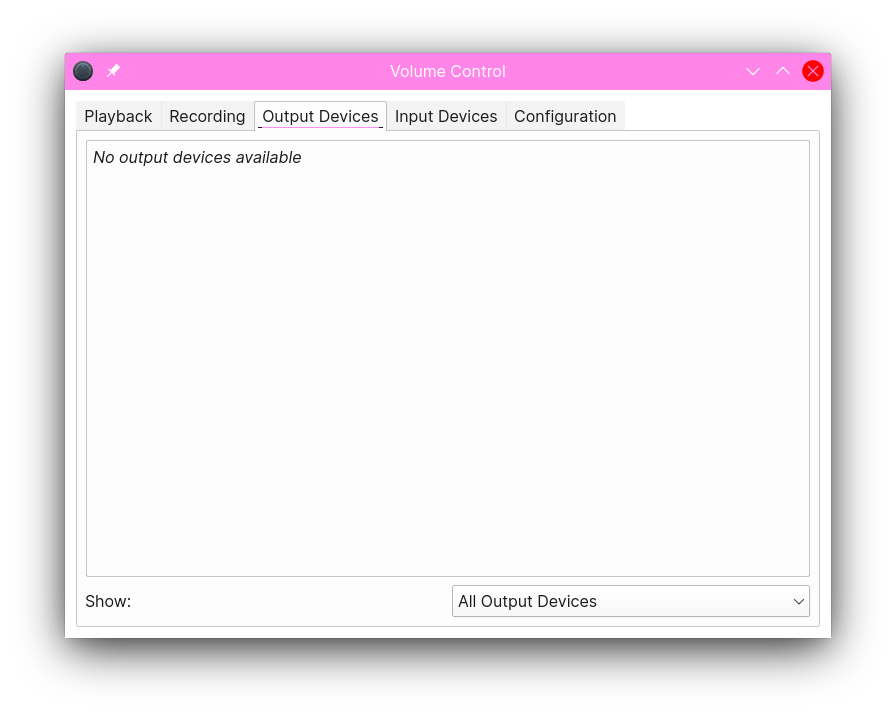 Volume Control
Playback Recording Output Devices Input Devices Configuration
No output devices available
Show: All Output Devices